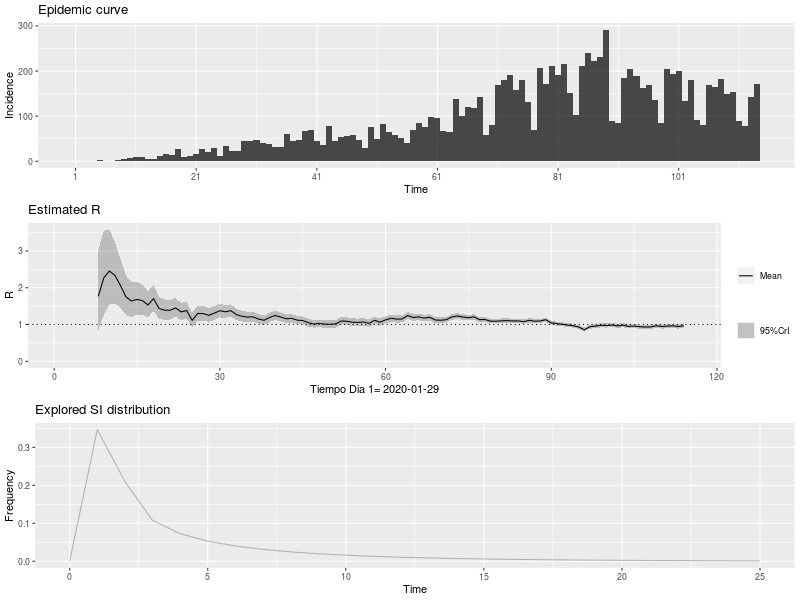 Epidemic curve
300
200
100
0
Incidence
1 21 41 61 81 101
Time
Estimated R
3
2
1
0
R
0 30 60 90 120
Tiempo Dia 1= 2020-01-29
Mean
95%CrI
Explored SI distribution
0.3
0.2
0.1
0.0
Frequency
0 5 10 15 20 25
Time